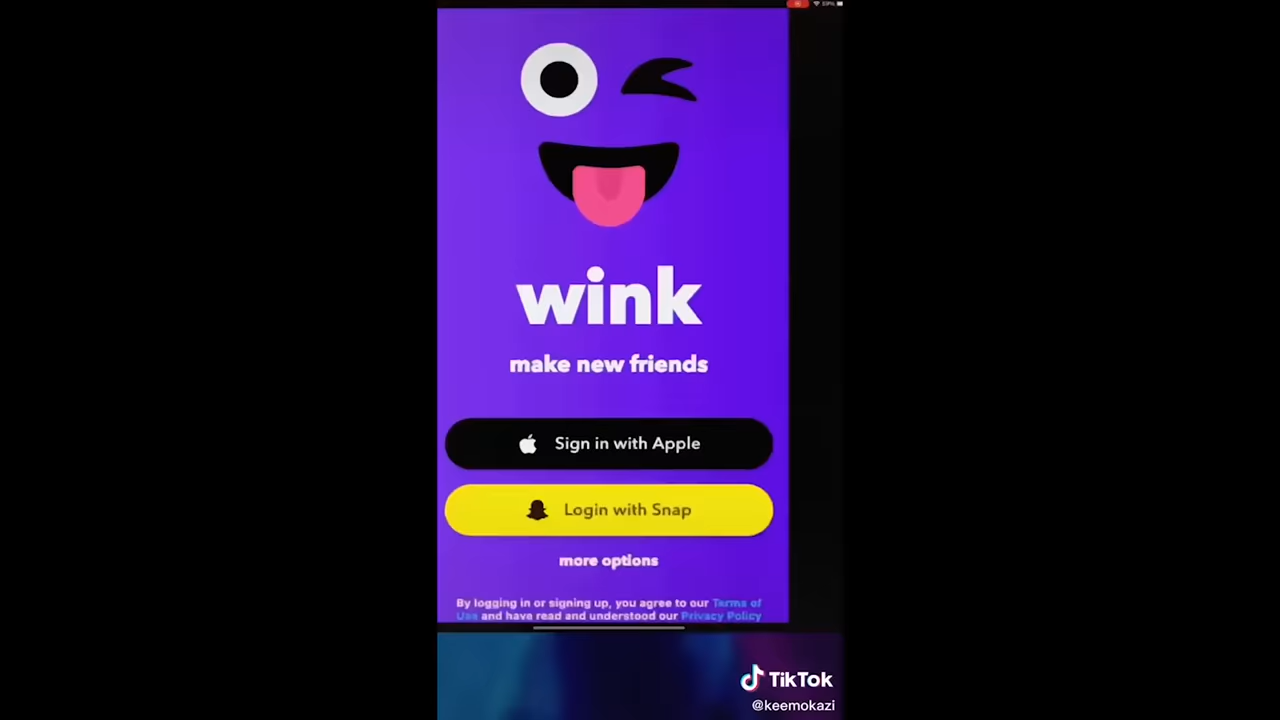 33%
wink
make new friends
Sign in with Apple
Login with Snap
more options
By logging in or signing up, you agree to our Terms of
Use and have read and understood our Privacy Policy
TikTok
@keemokazi